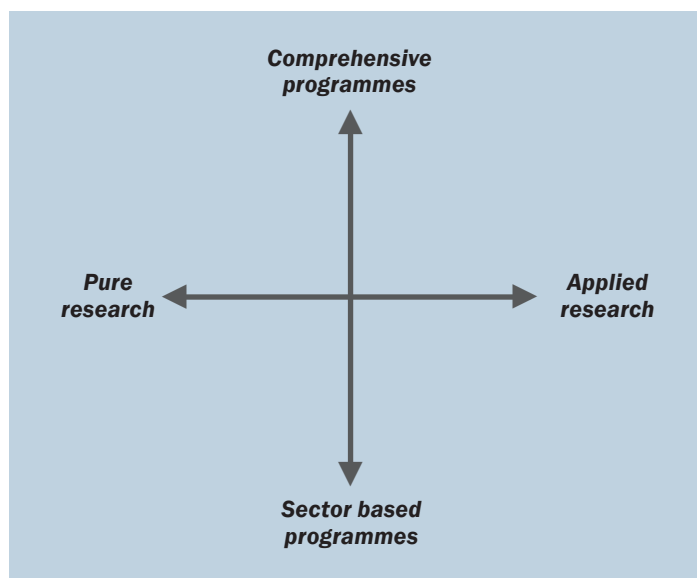 Comprehensive
programmes
Pure
research
Applied
research
Sector based
programmes